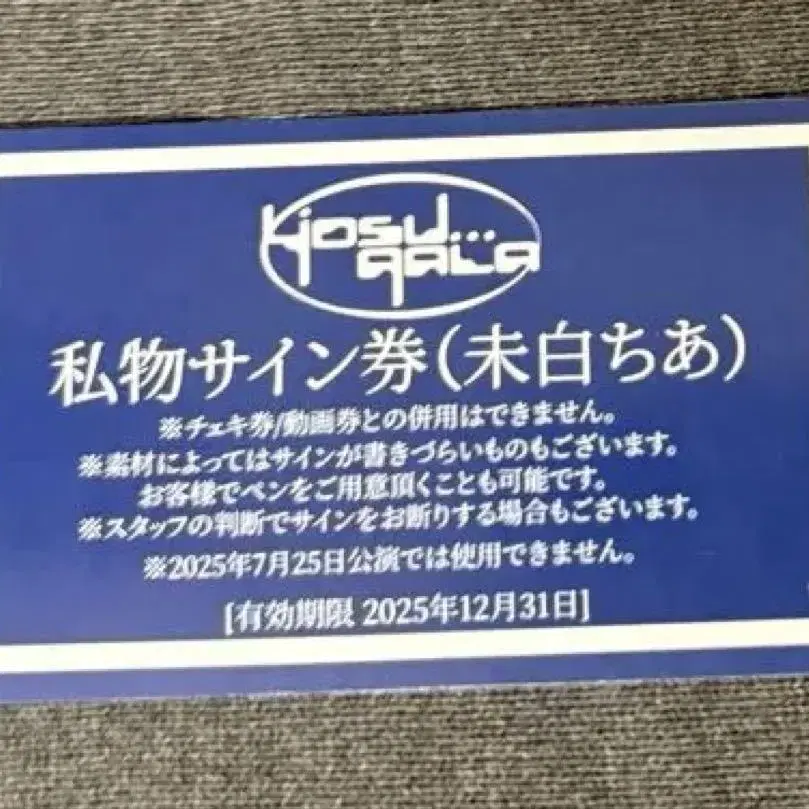 kiosu...
qala
私物サイン券(未白ちあ)
※チェキ券/動画券との併用はできません。
※素材によってはサインが書きづらいものもございます。
お客様でペンをご用意頂くことも可能です。
※スタッフの判断でサインをお断りする場合もございます。
※2025年7月25日公演では使用できません。
[有効期限 2025年12月31日]